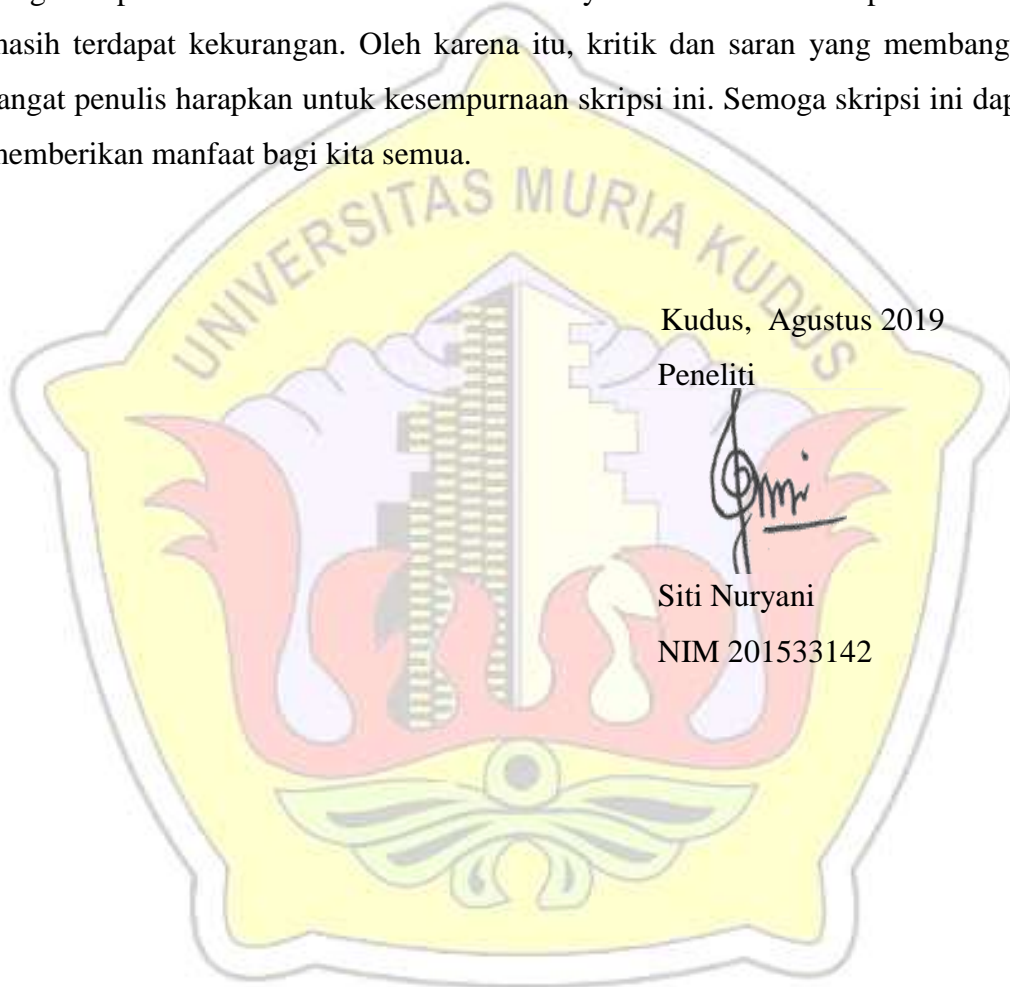 masih terdapat kekurangan. Oleh karena itu, kritik dan saran yang membang
angat penulis harapkan untuk kesempurnaan skripsi ini. Semoga skripsi ini dap
memberikan manfaat bagi kita semua.
UNIVERSITAS MURIA KUDUS
Kudus, Agustus 2019
Peneliti
Siti Nuryani
NIM 201533142